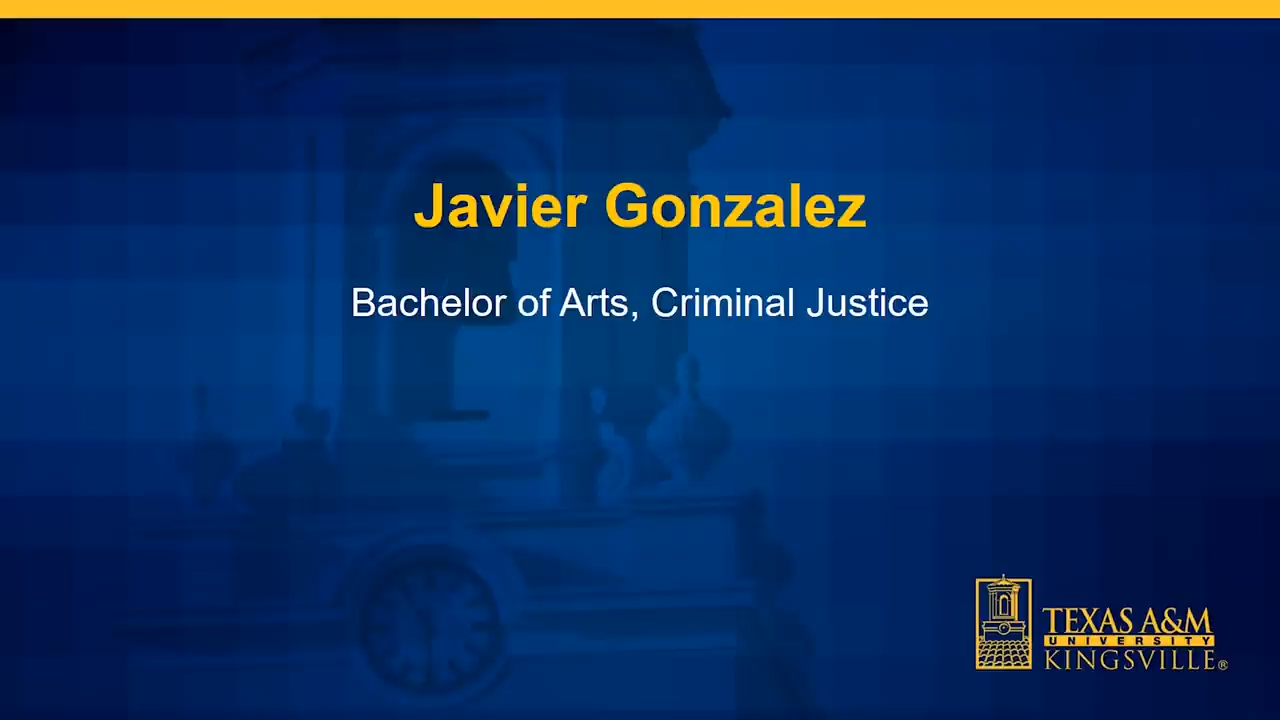 Javier Gonzalez
Bachelor of Arts, Criminal Justice
TEXAS A&M
UNIVERSITY
KINGSVILLE®